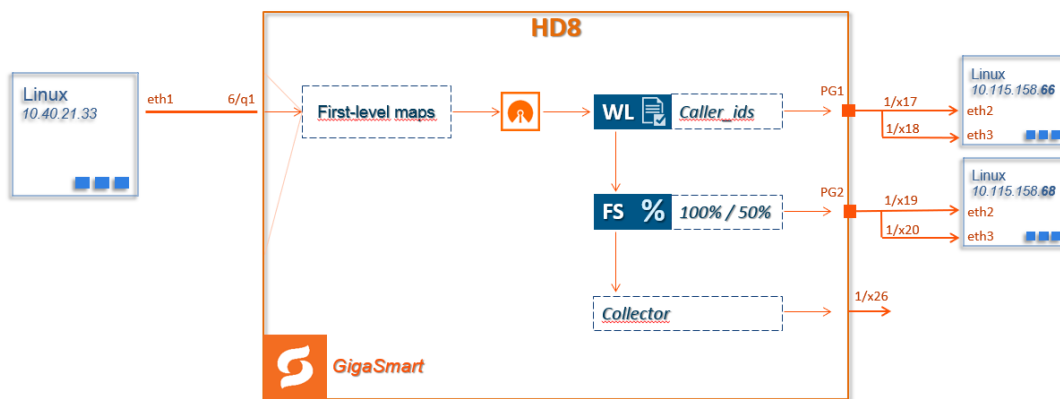 HD8
Linux
10.40.21.33
eth1
6/q1
First-level maps
WL
Caller_ids
PG1
1/x17
1/x18
Linux
10.115.158.66
eth2
eth3
FS
%
100% / 50%
PG2
1/x19
1/x20
Linux
10.115.158.68
eth2
eth3
Collector
1/x26
GigaSmart